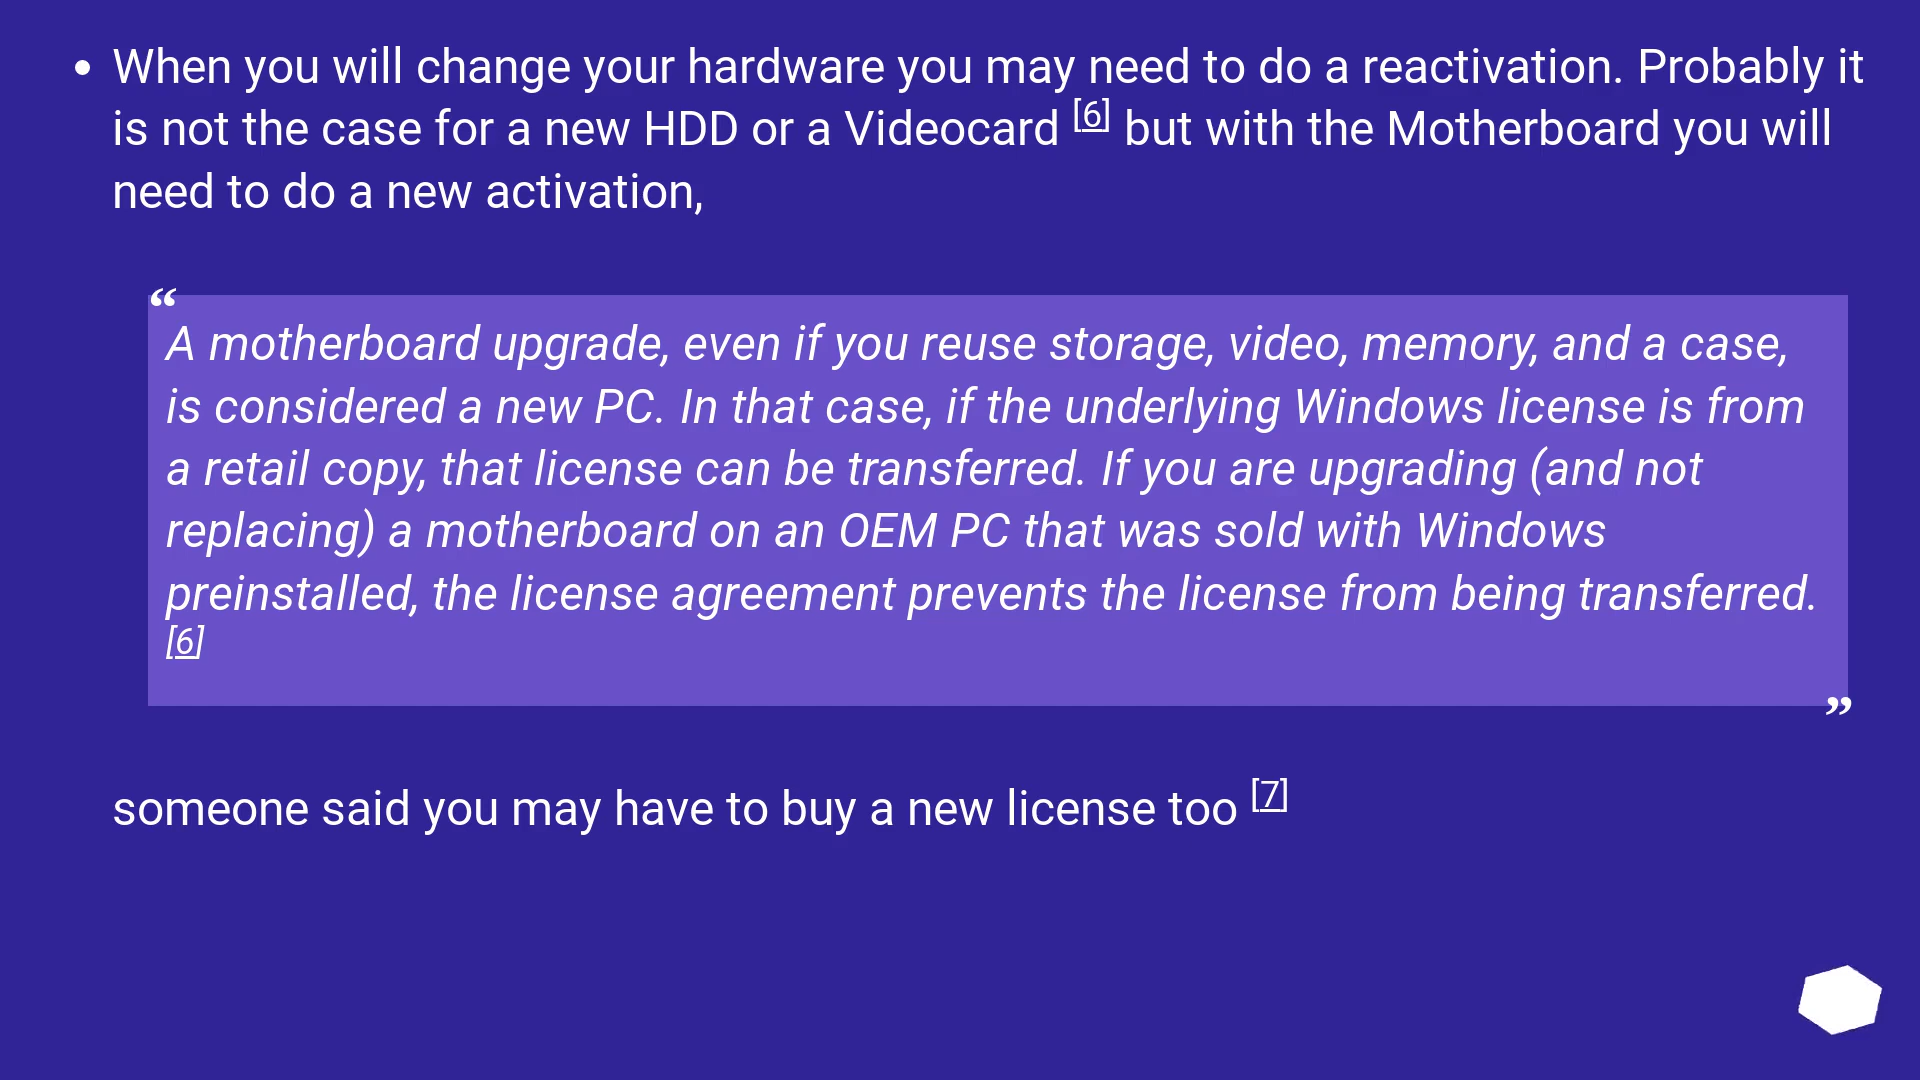 • When you will change your hardware you may need to do a reactivation. Probably it
is not the case for a new HDD or a Videocard [6] but with the Motherboard you will
need to do a new activation,
“
A motherboard upgrade, even if you reuse storage, video, memory, and a case,
is considered a new PC. In that case, if the underlying Windows license is from
a retail copy, that license can be transferred. If you are upgrading (and not
replacing) a motherboard on an OEM PC that was sold with Windows
preinstalled, the license agreement prevents the license from being transferred.
[6]
”
someone said you may have to buy a new license too [7]